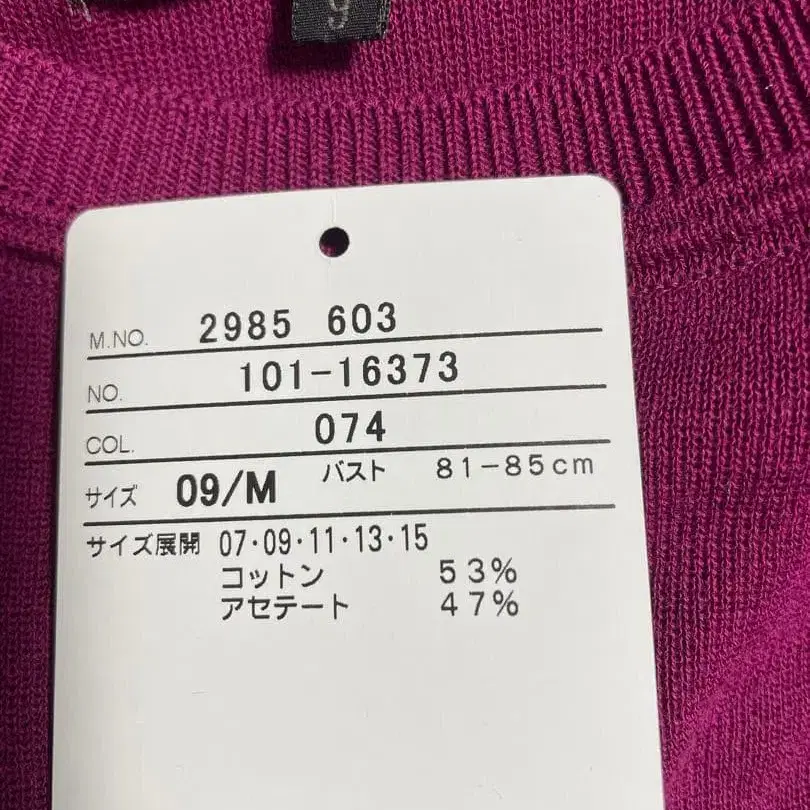 9
M.NO. 2985 603
NO. 101-16373
COL. 074
サイズ 09/M バスト 81-85cm
サイズ展開 07・09・11・13・15
コットン 53%
アセテート 47%